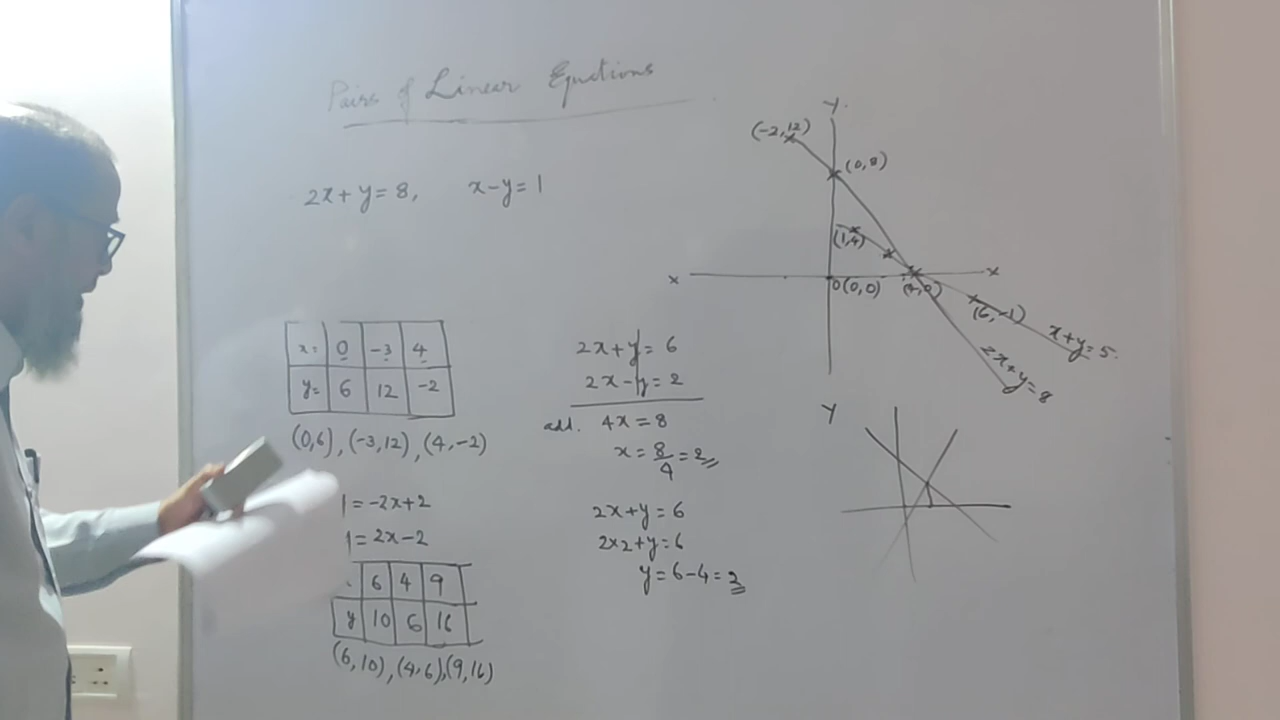 Pairs of Linear Equations
2x + y = 8, x - y = 1
x = 0 -3 4
y = 6 12 -2
(0,6), (-3,12), (4,-2)
= -2x+2
= 2x-2
6 4 9
y 10 6 16
(6,10), (4,6), (9,16)
2x + y = 6
2x - y = 2
add. 4x = 8
x = 8/4 = 2
2x + y = 6
2x2 + y = 6
y = 6-4 = 2
Y
(-2,12)
(0,8)
(1,4)
x x
0(0,0) (4,0)
(6,-1)
x + y = 5.
2x + y = 8
Y